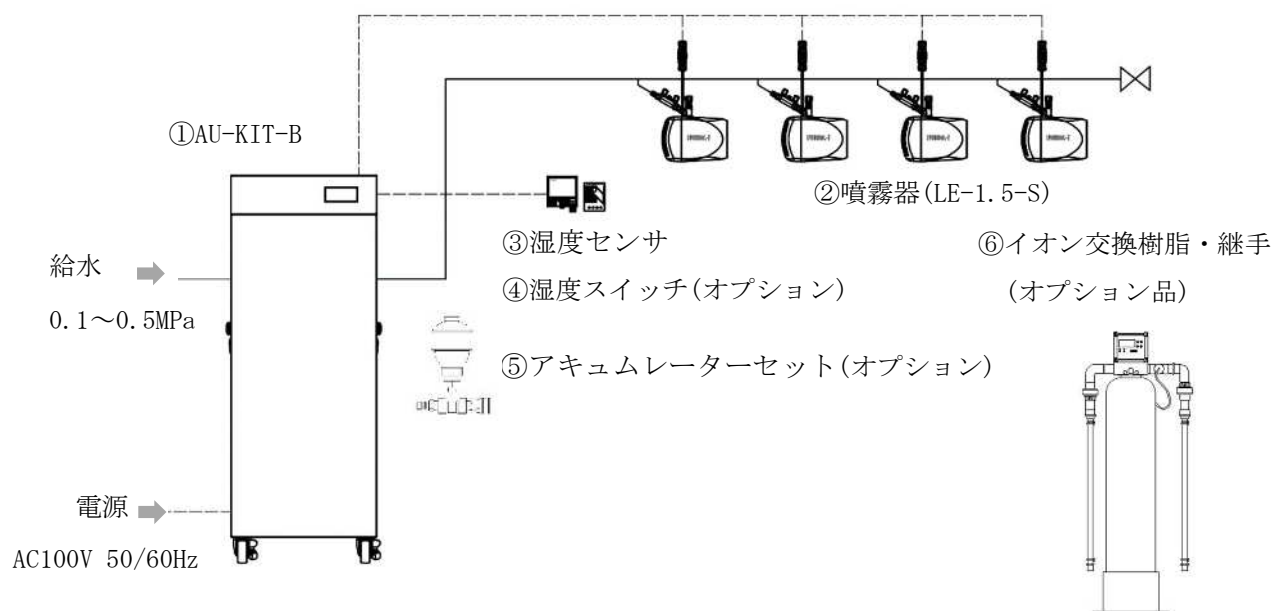 ①AU-KIT-B
②噴霧器(LE-1.5-S)
③湿度センサ
④湿度スイッチ(オプション)
⑤アキュムレーターセット(オプション)
⑥イオン交換樹脂・継手
(オプション品)
給水
0.1～0.5MPa
電源
AC100V 50/60Hz